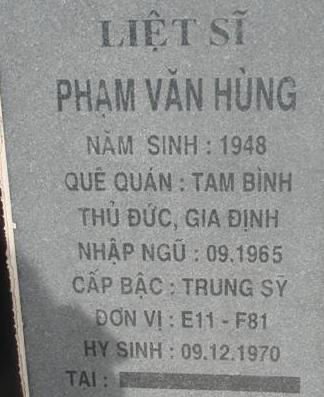 LIỆT SĨ
PHẠM VĂN HÙNG
NĂM SINH : 1948
QUÊ QUÁN : TAM BÌNH
THỦ ĐỨC, GIA ĐỊNH
NHẬP NGŨ : 09.1965
CẤP BẬC : TRUNG SỸ
ĐƠN VỊ : E11 - F81
HY SINH : 09.12.1970
TẠI :